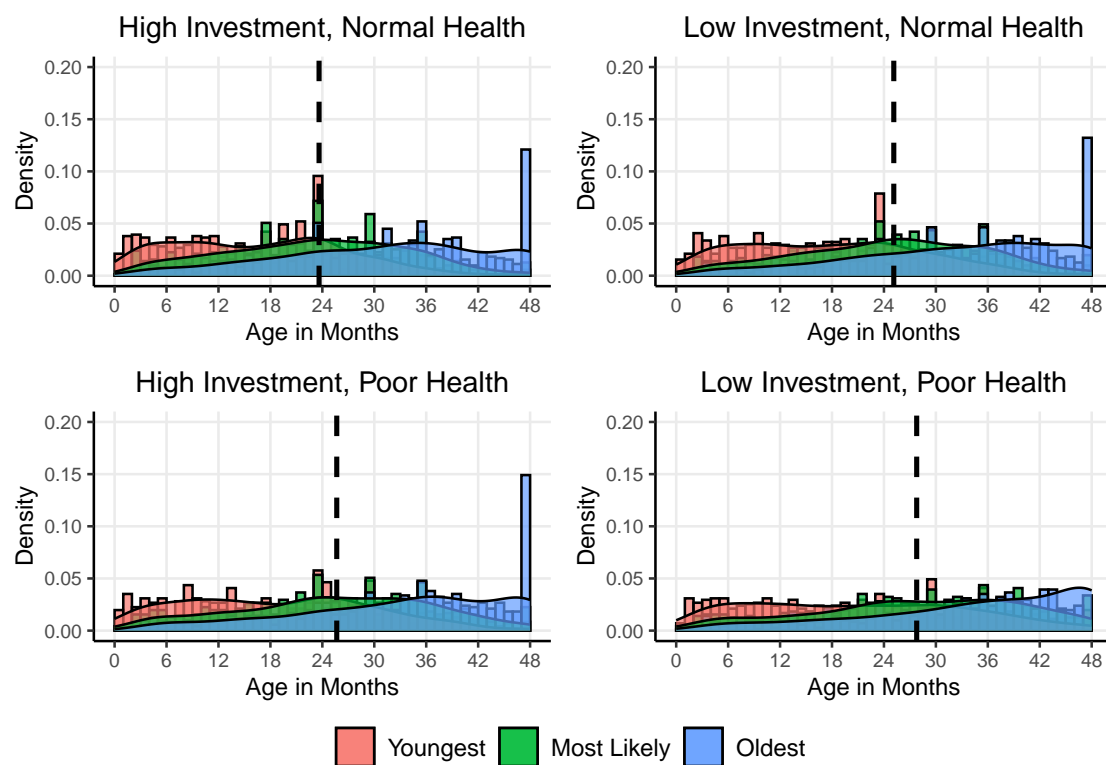 High Investment, Normal Health
Low Investment, Normal Health
Density
0.20
0.15
0.10
0.05
0.00
0 6 12 18 24 30 36 42 48
Age in Months
Density
0.20
0.15
0.10
0.05
0.00
0 6 12 18 24 30 36 42 48
Age in Months
High Investment, Poor Health
Low Investment, Poor Health
Density
0.20
0.15
0.10
0.05
0.00
0 6 12 18 24 30 36 42 48
Age in Months
Density
0.20
0.15
0.10
0.05
0.00
0 6 12 18 24 30 36 42 48
Age in Months
Youngest Most Likely Oldest